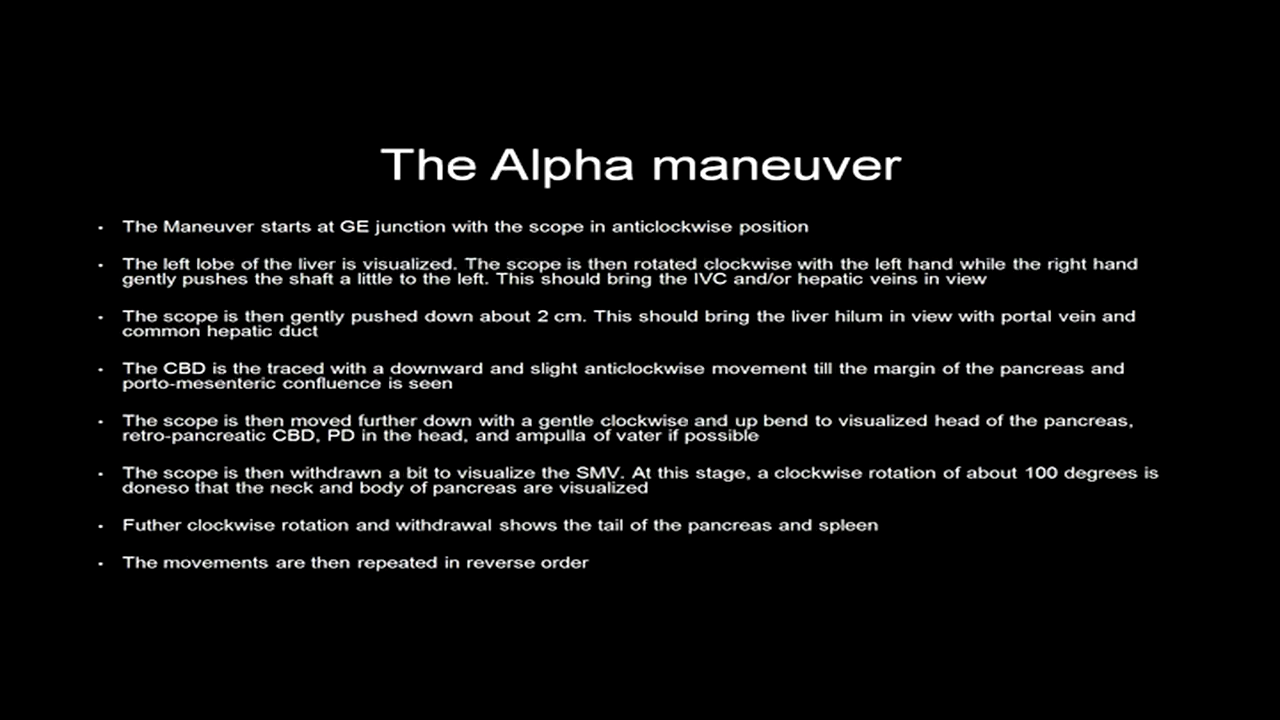 The Alpha maneuver
• The Maneuver starts at GE junction with the scope in anticlockwise position
• The left lobe of the liver is visualized. The scope is then rotated clockwise with the left hand while the right hand
gently pushes the shaft a little to the left. This should bring the IVC and/or hepatic veins in view
• The scope is then gently pushed down about 2 cm. This should bring the liver hilum in view with portal vein and
common hepatic duct
• The CBD is the traced with a downward and slight anticlockwise movement till the margin of the pancreas and
porto-mesenteric confluence is seen
• The scope is then moved further down with a gentle clockwise and up bend to visualized head of the pancreas,
retro-pancreatic CBD, PD in the head, and ampulla of vater if possible
• The scope is then withdrawn a bit to visualize the SMV. At this stage, a clockwise rotation of about 100 degrees is
doneso that the neck and body of pancreas are visualized
• Futher clockwise rotation and withdrawal shows the tail of the pancreas and spleen
• The movements are then repeated in reverse order